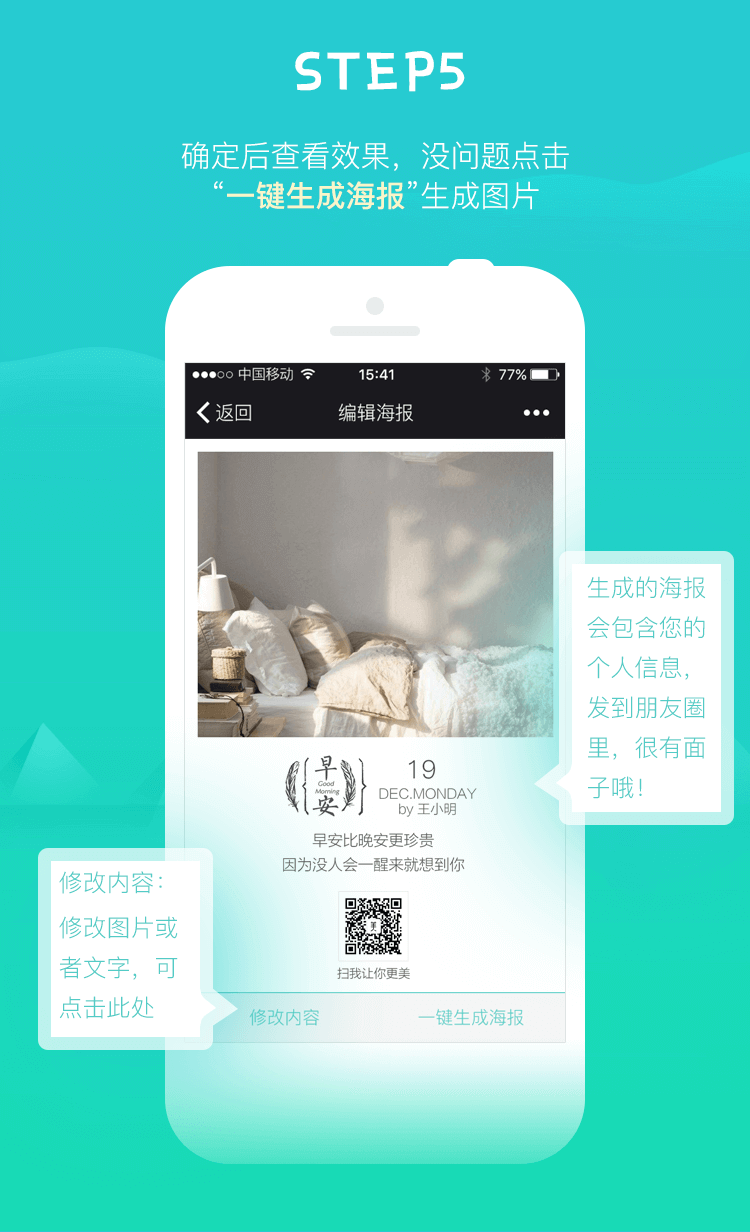 STEP5
确定后查看效果，没问题点击
“一键生成海报”生成图片
中国移动 15:41 77%
返回 编辑海报
生成的海报
会包含您的
个人信息，
发到朋友圈
里，很有面
子哦！
早安
Good
Morning
19
DEC.MONDAY
by 王小明
早安比晚安更珍贵
因为没人会一醒来就想到你
美
扫我让你更美
修改内容：
修改图片或
者文字，可
点击此处
修改内容 一键生成海报